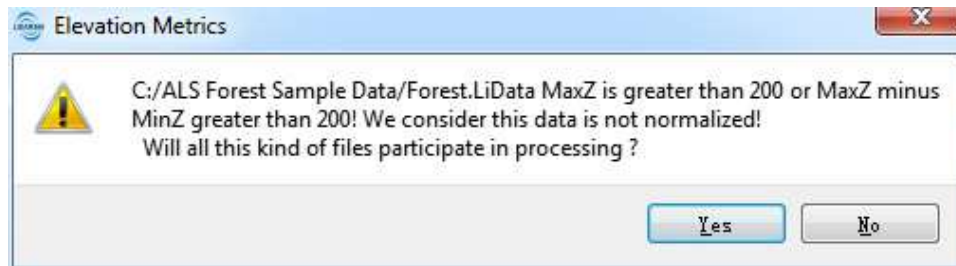 Elevation Metrics
C:/ALS Forest Sample Data/Forest.LiData MaxZ is greater than 200 or MaxZ minus
MinZ greater than 200! We consider this data is not normalized!
Will all this kind of files participate in processing ?
Yes
No